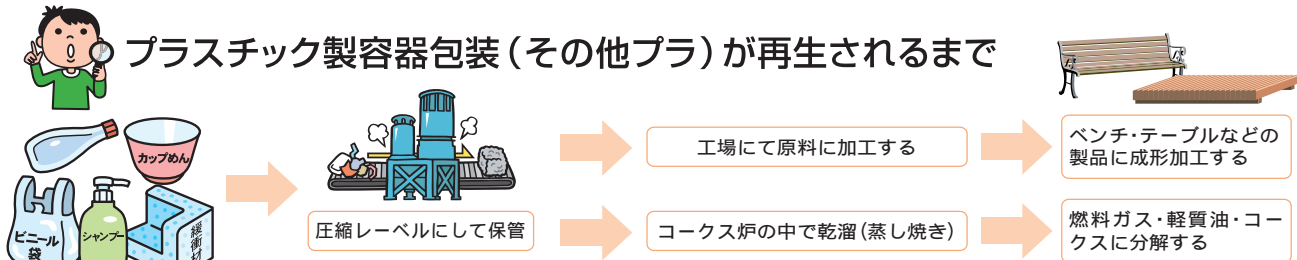 プラスチック製容器包装(その他プラ)が再生されるまで
カップめん
ビニール
袋
シャンプー
緩衝材
圧縮レーベルにして保管
工場にて原料に加工する
ベンチ・テーブルなどの
製品に成形加工する
コークス炉の中で乾溜(蒸し焼き)
燃料ガス・軽質油・コー
クスに分解する